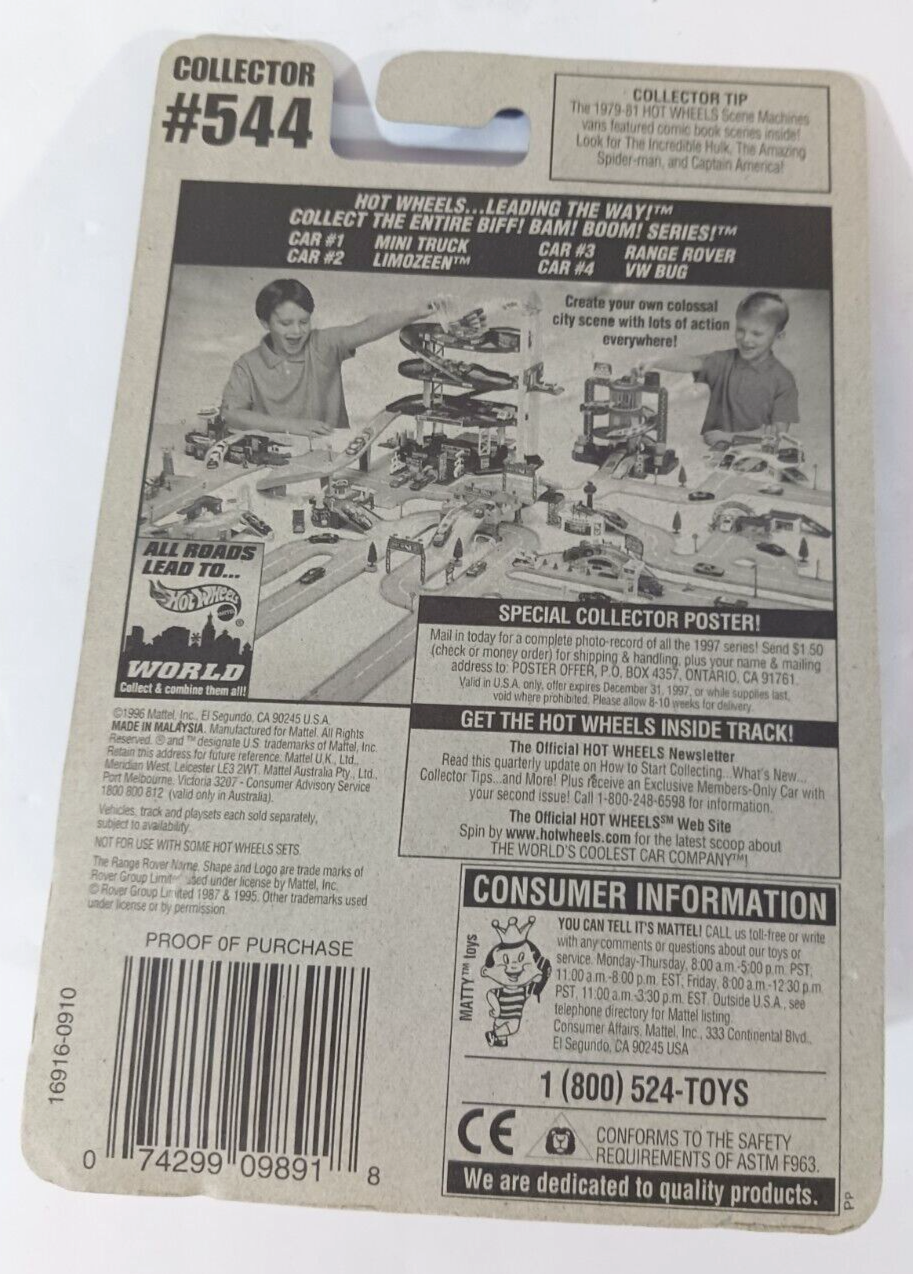 COLLECTOR
#544
COLLECTOR TIP
The 1979-81 HOT WHEELS Scene Machines
vans featured comic book scenes inside!
Look for The Incredible Hulk, The Amazing
Spider-man, and Captain America!
HOT WHEELS...LEADING THE WAY!™
COLLECT THE ENTIRE BIFF! BAM! BOOM! SERIES!™
CAR #1 MINI TRUCK
CAR #2 LIMOZEEN™
CAR #3 RANGE ROVER
CAR #4 VW BUG
Create your own colossal
city scene with lots of action
everywhere!
ALL ROADS
LEAD TO...
Hot Wheels
MATTEL
®
WORLD
Collect & combine them all!
SPECIAL COLLECTOR POSTER!
Mail in today for a complete photo-record of all the 1997 series! Send $1.50
(check or money order) for shipping & handling, plus your name & mailing
address to: POSTER OFFER, P.O. BOX 4357, ONTARIO, CA 91761.
Valid in U.S.A. only, offer expires December 31, 1997, or while supplies last,
void where prohibited. Please allow 8-10 weeks for delivery.
GET THE HOT WHEELS INSIDE TRACK!
The Official HOT WHEELS Newsletter
Read this quarterly update on How to Start Collecting...What's New...
Collector Tips...and More! Plus receive an Exclusive Members-Only Car with
your second issue! Call 1-800-248-6598 for information.
The Official HOT WHEELS℠ Web Site
Spin by www.hotwheels.com for the latest scoop about
THE WORLD'S COOLEST CAR COMPANY™!
©1996 Mattel, Inc., El Segundo, CA 90245 U.S.A.
MADE IN MALAYSIA. Manufactured for Mattel. All Rights
Reserved. ® and ™ designate U.S. trademarks of Mattel, Inc.
Retain this address for future reference. Mattel U.K., Ltd.,
Meridian West, Leicester LE3 2WT. Mattel Australia Pty., Ltd.,
Port Melbourne, Victoria 3207 - Consumer Advisory Service
1800 800 812 (valid only in Australia).
Vehicles, track and playsets each sold separately,
subject to availability.
NOT FOR USE WITH SOME HOT WHEELS SETS.
The Range Rover Name, Shape and Logo are trade marks of
Rover Group used under license by Mattel, Inc.
© Rover Group Limited 1987 & 1995. Other trademarks used
under license or by permission.
PROOF OF PURCHASE
16916-0910
0 74299 09891 8
CONSUMER INFORMATION
MATTY™ toys
YOU CAN TELL IT'S MATTEL! CALL us toll-free or write
with any comments or questions about our toys or
service. Monday-Thursday, 8:00 a.m.-5:00 p.m. PST,
11:00 a.m.-8:00 p.m. EST; Friday, 8:00 a.m.-12:30 p.m.
PST, 11:00 a.m.-3:30 p.m. EST. Outside U.S.A., see
telephone directory for Mattel listing.
Consumer Affairs, Mattel, Inc., 333 Continental Blvd.,
El Segundo, CA 90245 USA
1 (800) 524-TOYS
CE
CONFORMS TO THE SAFETY
REQUIREMENTS OF ASTM F963.
We are dedicated to quality products.
PP